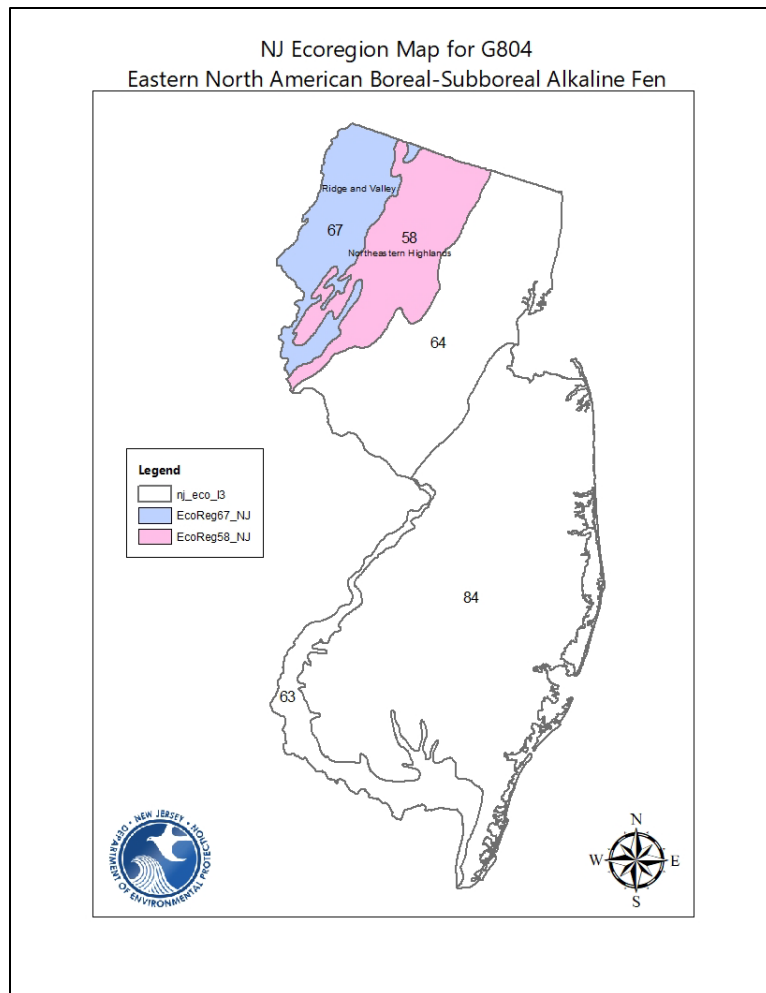 NJ Ecoregion Map for G804
Eastern North American Boreal-Subboreal Alkaline Fen
Ridge and Valley
67
58
Northeastern Highlands
64
Legend
nj_eco_l3
EcoReg67_NJ
EcoReg58_NJ
84
63
NEW JERSEY
DEPARTMENT OF ENVIRONMENTAL PROTECTION
N
W
E
S